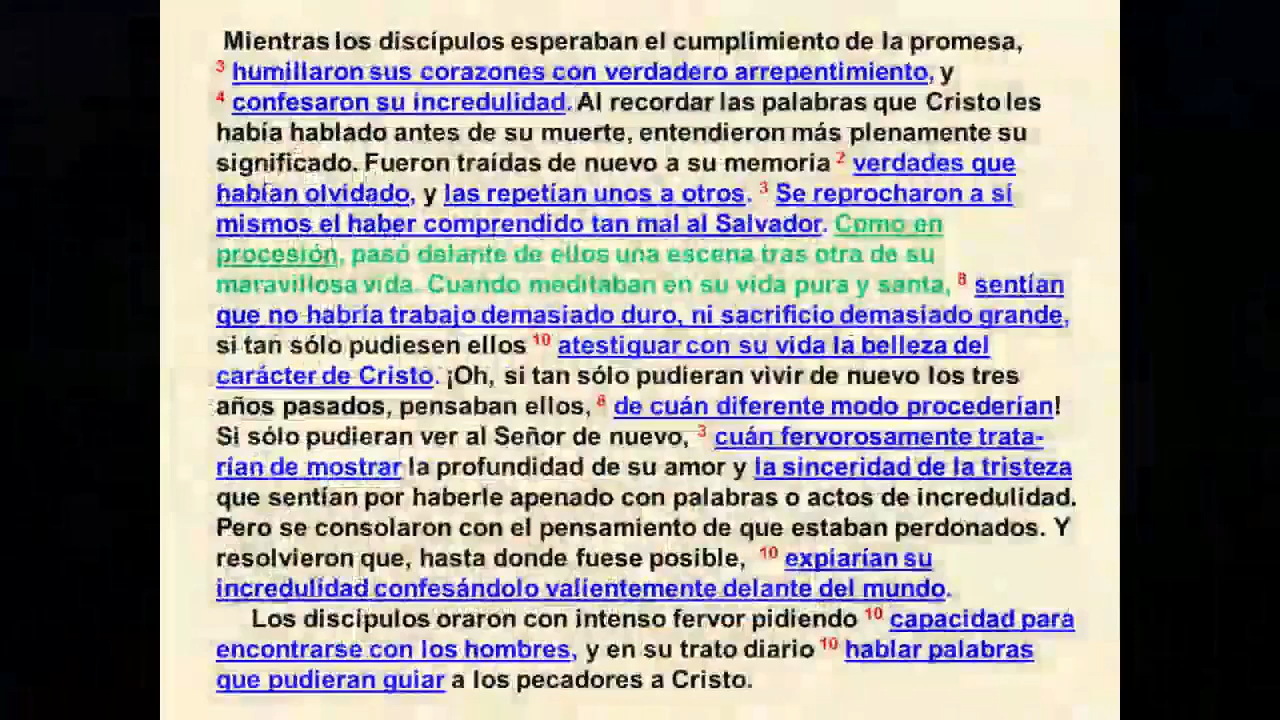 Mientras los discípulos esperaban el cumplimiento de la promesa,
3 humillaron sus corazones con verdadero arrepentimiento, y
4 confesaron su incredulidad. Al recordar las palabras que Cristo les
había hablado antes de su muerte, entendieron más plenamente su
significado. Fueron traídas de nuevo a su memoria 2 verdades que
habían olvidado, y las repetían unos a otros. 3 Se reprocharon a sí
mismos el haber comprendido tan mal al Salvador. Como en
procesión, pasó delante de ellos una escena tras otra de su
maravillosa vida. Cuando meditaban en su vida pura y santa, 8 sentían
que no habría trabajo demasiado duro, ni sacrificio demasiado grande,
si tan sólo pudiesen ellos 10 atestiguar con su vida la belleza del
carácter de Cristo. ¡Oh, si tan sólo pudieran vivir de nuevo los tres
años pasados, pensaban ellos, 6 de cuán diferente modo procederían!
Si sólo pudieran ver al Señor de nuevo, 3 cuán fervorosamente trata-
rían de mostrar la profundidad de su amor y la sinceridad de la tristeza
que sentían por haberle apenado con palabras o actos de incredulidad.
Pero se consolaron con el pensamiento de que estaban perdonados. Y
resolvieron que, hasta donde fuese posible, 10 expiarían su
incredulidad confesándolo valientemente delante del mundo.
Los discípulos oraron con intenso fervor pidiendo 10 capacidad para
encontrarse con los hombres, y en su trato diario 10 hablar palabras
que pudieran guiar a los pecadores a Cristo.